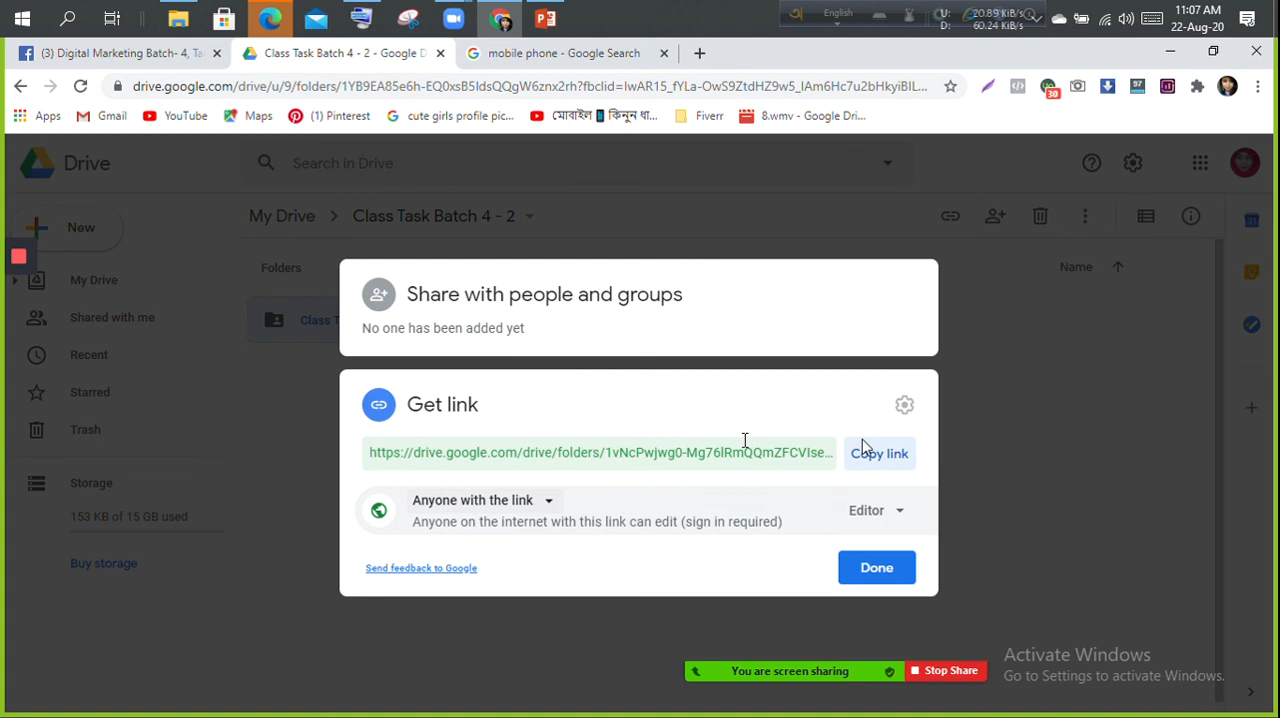 English
U: 20.89 KiB/s
D: 60.24 KiB/s
11:07 AM
22-Aug-20
(3) Digital Marketing Batch- 4, Ta
Class Task Batch 4 - 2 - Google D
mobile phone - Google Search
drive.google.com/drive/u/9/folders/1YB9EA85e6h-EQ0xsB5IdsQQgW6znx2rh?fbclid=IwAR15_fYLa-OwS9ZtdHZ9w5_IAm6Hc7u2bHkyiBIL...
30
97
Apps
Gmail
YouTube
Maps
(1) Pinterest
cute girls profile pic...
মোবাইল 📱 কিনুন ধা...
Fiverr
8.wmv - Google Dri...
Drive
Search in Drive
New
My Drive > Class Task Batch 4 - 2
My Drive
Shared with me
Recent
Starred
Trash
Storage
153 KB of 15 GB used
Buy storage
Folders
Name
Class T
Share with people and groups
No one has been added yet
Get link
https://drive.google.com/drive/folders/1vNcPwjwg0-Mg76lRmQQmZFCVIse...
Copy link
Anyone with the link
Anyone on the internet with this link can edit (sign in required)
Editor
Send feedback to Google
Done
You are screen sharing
Stop Share
Activate Windows
Go to Settings to activate Windows.